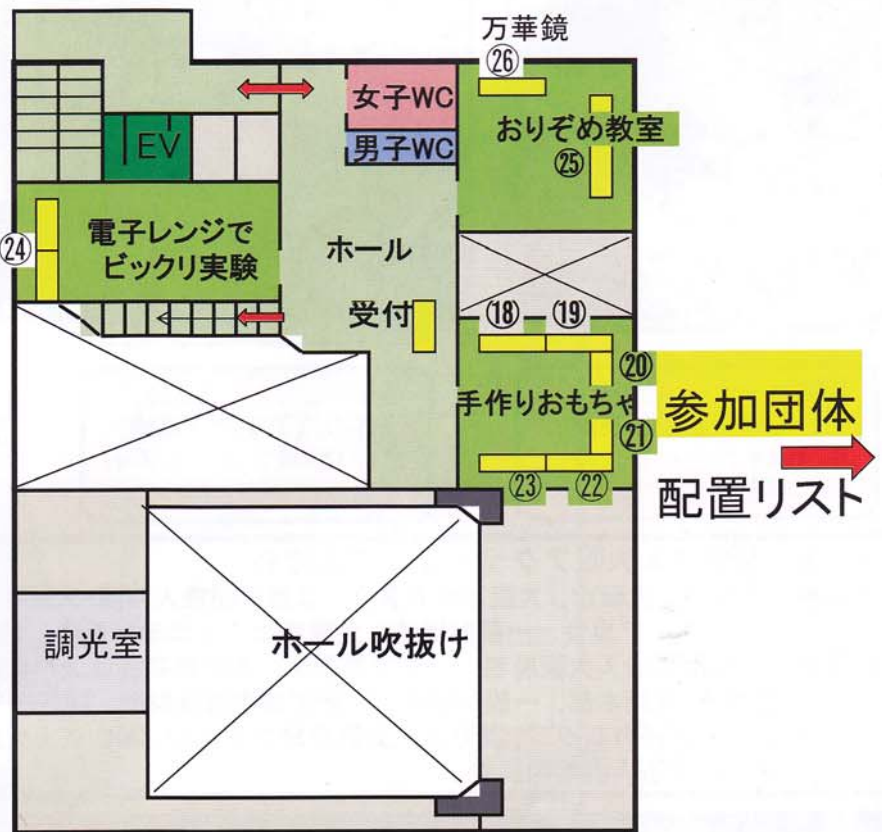 万華鏡
㉖
女子WC
おりぞめ教室
EV
男子WC
㉕
㉔
電子レンジで
ビックリ実験
ホール
受付
⑱
⑲
⑳
手作りおもちゃ
参加団体
㉑
㉓
㉒
配置リスト
調光室
ホール吹抜け